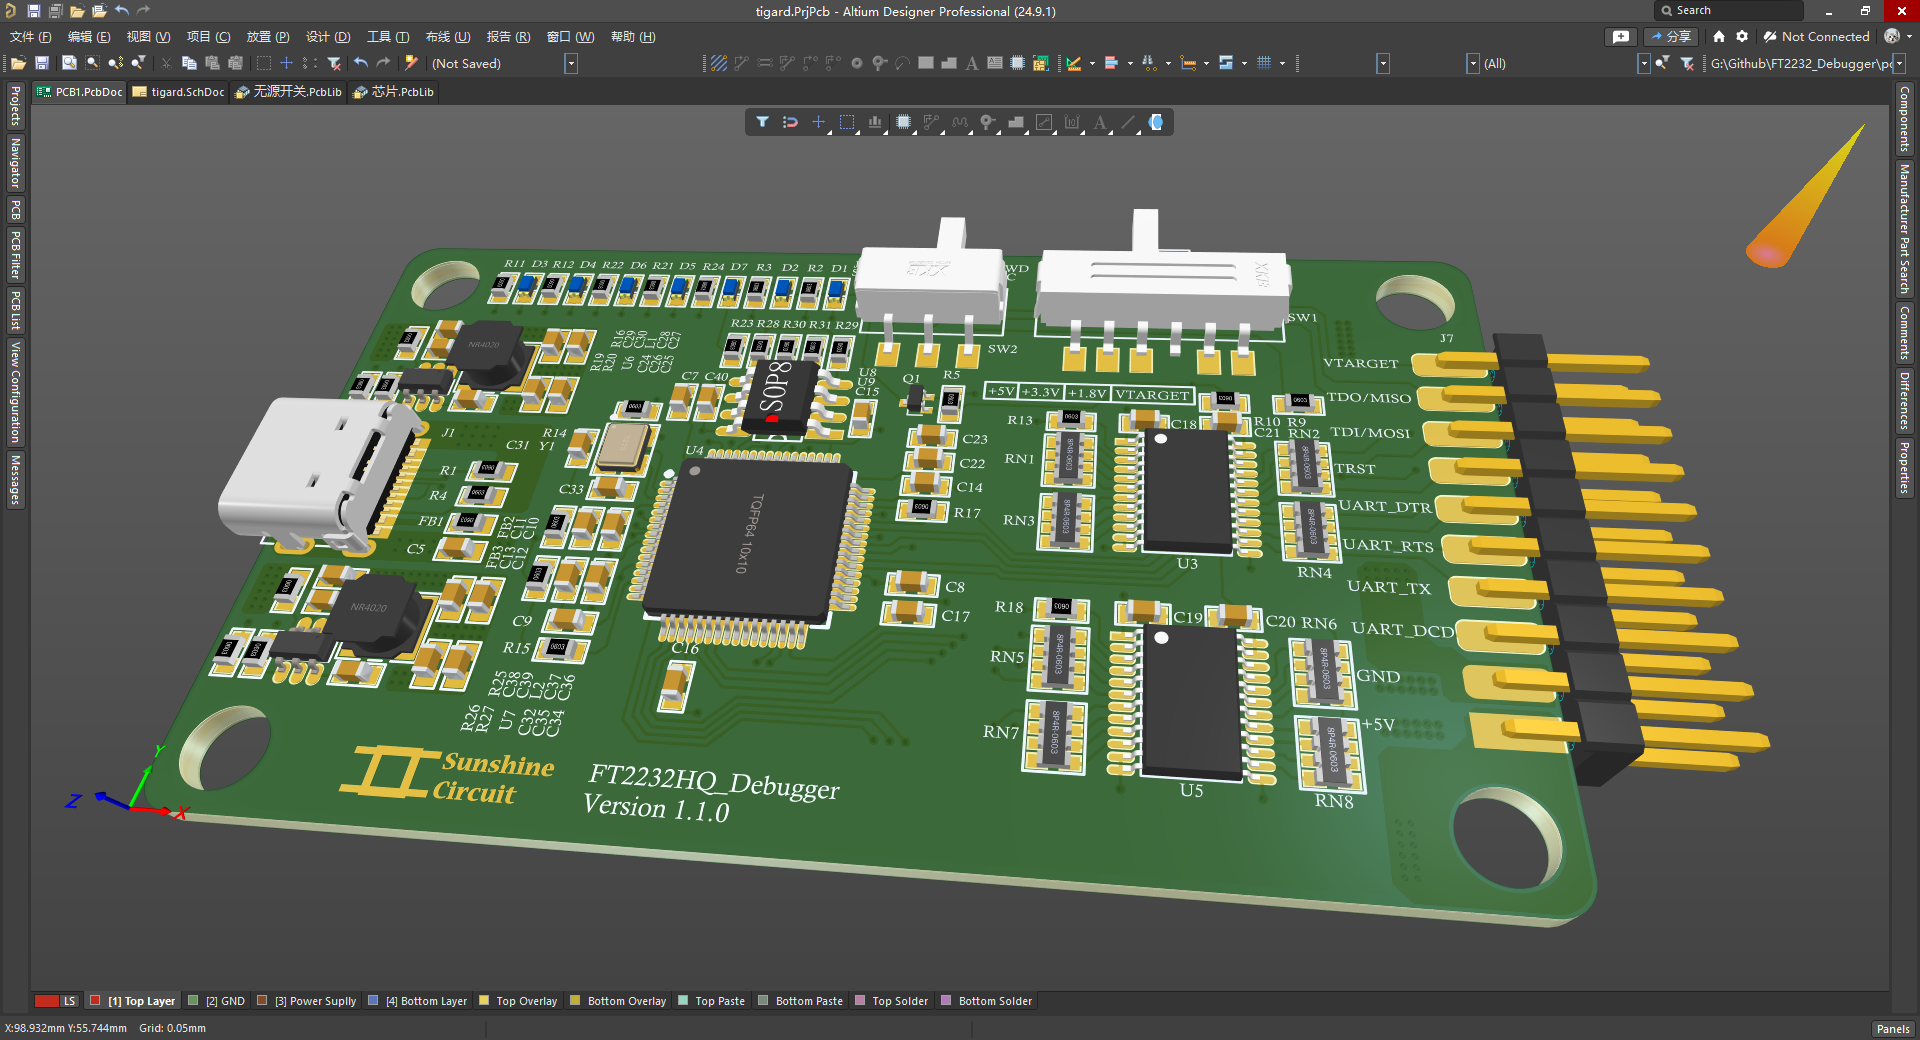 tigard.PrjPcb - Altium Designer Professional (24.9.1)
Search
文件 (F) 编辑 (E) 视图 (V) 项目 (C) 放置 (P) 设计 (D) 工具 (T) 布线 (U) 报告 (R) 窗口 (W) 帮助 (H)
分享
Not Connected
(Not Saved)
(All)
G:\Github\FT2232_Debugger\pc
PCB1.PcbDoc
tigard.SchDoc
无源开关.PcbLib
芯片.PcbLib
Projects
Navigator
PCB
PCB Filter
PCB List
View Configuration
Messages
Components
Manufacturer Part Search
Comments
Differences
Properties
R11 D3 R12 D4 R22 D6 R21 D5 R24 D7 R3 D2 R2 D1
WD
C
SW1
SW2
J7
R23 R28 R30 R31 R29
NR4020
R16
C29
C30
C28
C27
R19
R20
U6
C24
L1
C26
C25
C7 C40
SOP8
U8
U9
C15
Q1
R5
+5V +3.3V +1.8V VTARGET
VTARGET
TDO/MISO
TDI/MOSI
TRST
UART_DTR
UART_RTS
UART_TX
UART_DCD
GND
+5V
J1
C31
R14
Y1
R1
R4
FB1
C5
C33
FB2
C11
C10
FB3
C13
C12
U4
TQFP64 10x10
C23
C22
C14
R17
R13
RN1
RN3
C18
R10 R9
C21 RN2
U3
RN4
8P4R-0603
0603
NR4020
C9
R15
C16
C8
C17
R18
RN5
RN7
C19
C20 RN6
U5
RN8
R25
C38
C39
L2
C37
C36
R26
R27
U7
C32
C35
C34
Sunshine
Circuit
FT2232HQ_Debugger
Version 1.1.0
Z
Y
X
LS
[1] Top Layer
[2] GND
[3] Power Suplly
[4] Bottom Layer
Top Overlay
Bottom Overlay
Top Paste
Bottom Paste
Top Solder
Bottom Solder
X:98.932mm Y:55.744mm Grid: 0.05mm
Panels